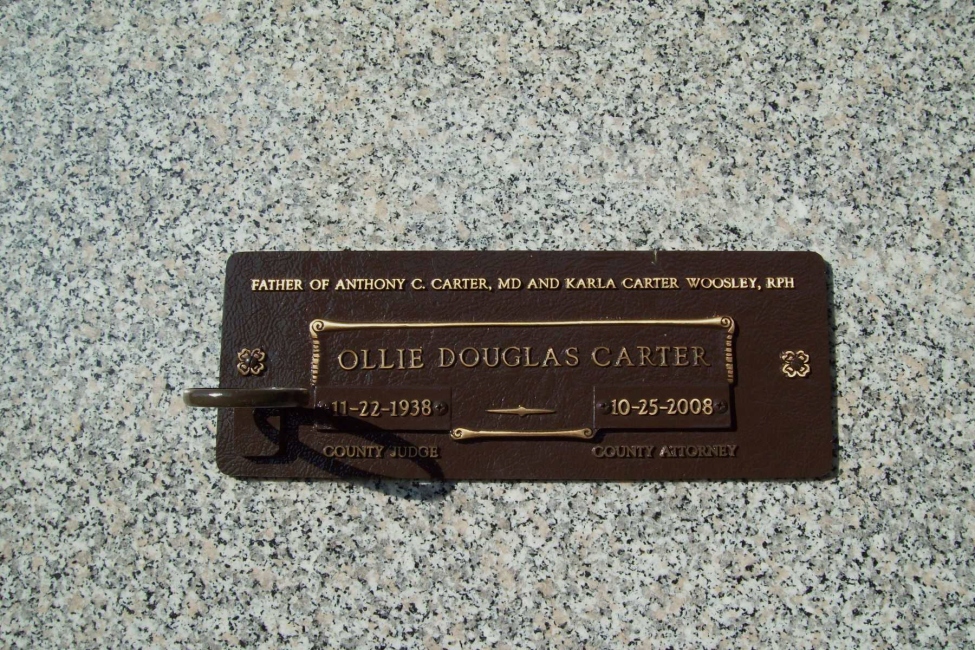 FATHER OF ANTHONY C. CARTER, MD AND KARLA CARTER WOOSLEY, RPH
OLLIE DOUGLAS CARTER
11-22-1938 10-25-2008
COUNTY JUDGE COUNTY ATTORNEY